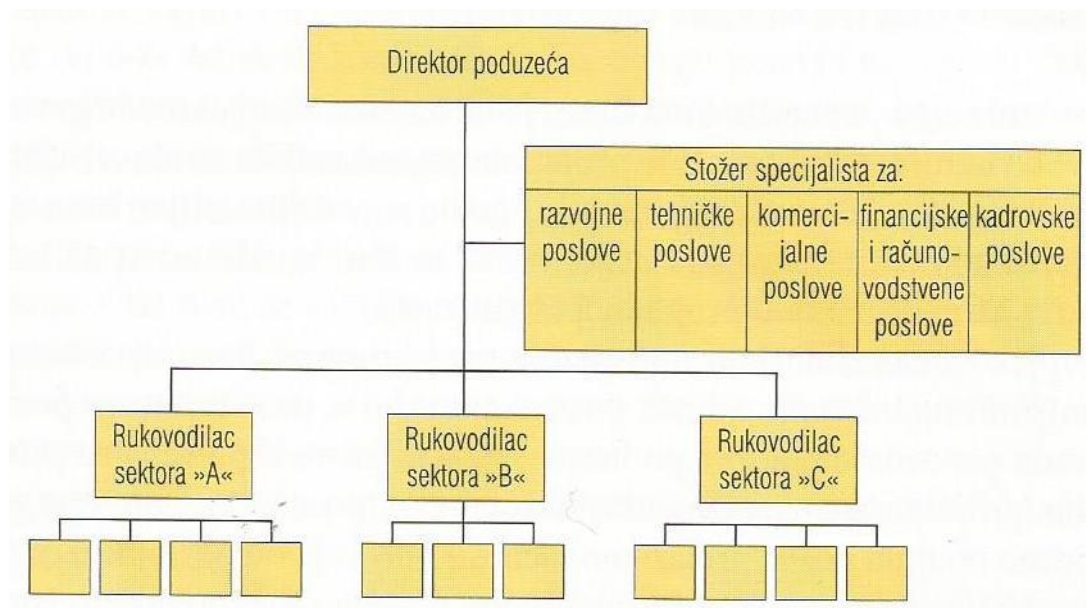 Direktor poduzeća
Stožer specijalista za:
razvojne
poslove
tehničke
poslove
komerci-
jalne
poslove
financijske
i računo-
vodstvene
poslove
kadrovske
poslove
Rukovodilac
sektora »A«
Rukovodilac
sektora »B«
Rukovodilac
sektora »C«